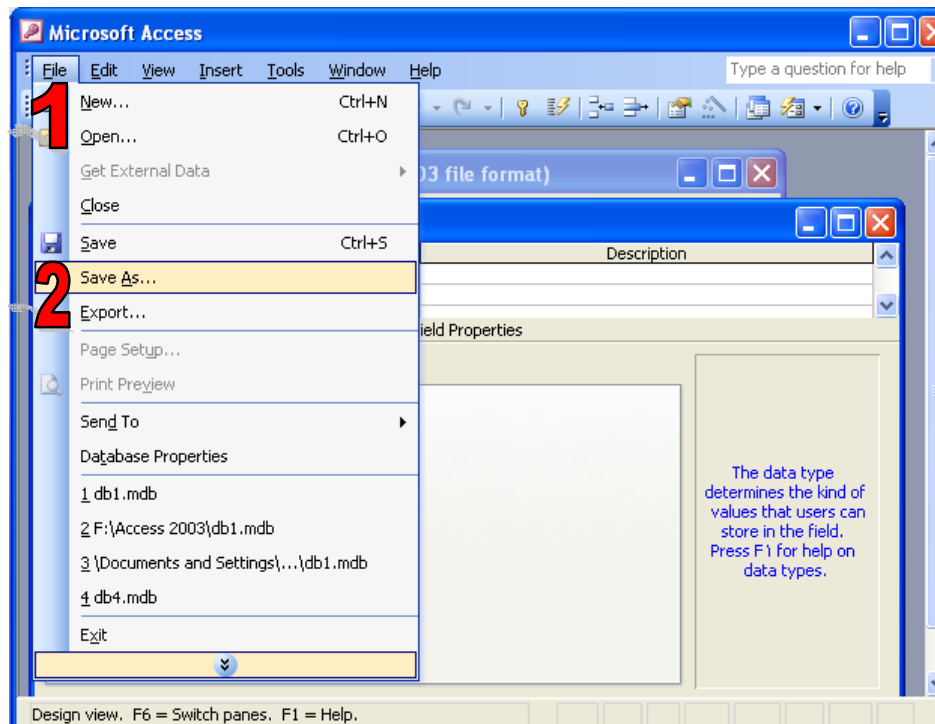 Microsoft Access
File Edit View Insert Tools Window Help Type a question for help
1
New... Ctrl+N
Open... Ctrl+O
Get External Data
03 file format)
Close
Save Ctrl+S
Description
2
Save As...
Export...
ield Properties
Page Setup...
Print Preview
Send To
Database Properties
1 db1.mdb
2 F:\Access 2003\db1.mdb
3 \Documents and Settings\...\db1.mdb
4 db4.mdb
Exit
The data type
determines the kind of
values that users can
store in the field.
Press F1 for help on
data types.
Design view. F6 = Switch panes. F1 = Help.